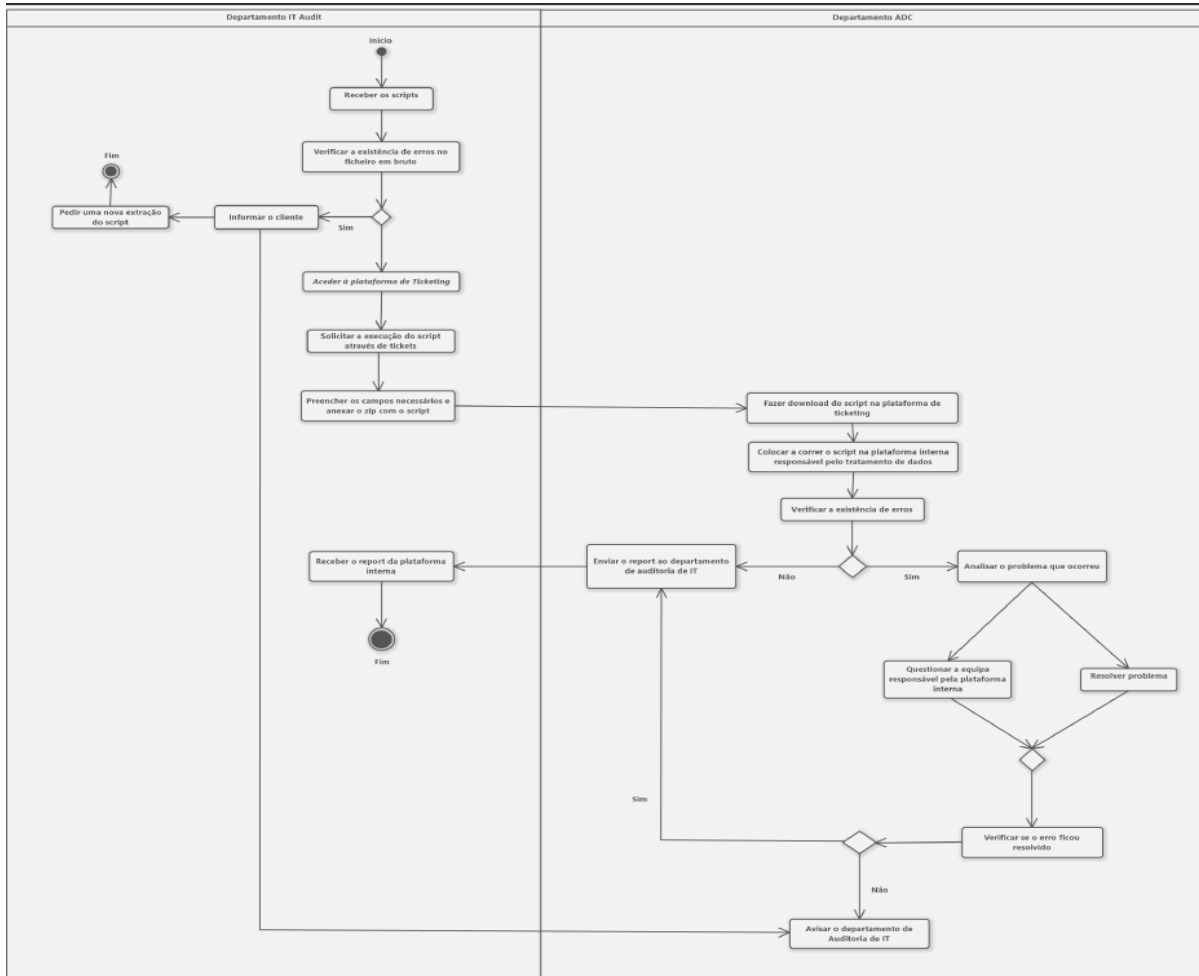 Departamento IT Audit
Departamento ADC
Inicio
Receber os scripts
Verificar a existência de erros no
ficheiro em bruto
Fim
Pedir uma nova extração
do script
Informar o cliente
Sim
Aceder à plataforma de Ticketing
Solicitar a execução do script
através de tickets
Preencher os campos necessários e
anexar o zip com o script
Fazer download do script na plataforma de
ticketing
Colocar a correr o script na plataforma interna
responsável pelo tratamento de dados
Verificar a existência de erros
Receber o report da plataforma
interna
Enviar o report ao departamento
de auditoria de IT
Não
Sim
Analisar o problema que ocorreu
Fim
Questionar a equipa
responsável pela plataforma
interna
Resolver problema
Sim
Verificar se o erro ficou
resolvido
Não
Avisar o departamento de
Auditoria de IT